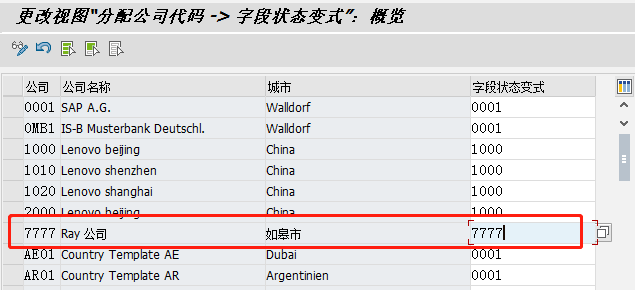 更改视图“分配公司代码 -> 字段状态变式”： 概览
公司 公司名称 城市 字段状态变式
0001 SAP A.G. Walldorf 0001
0MB1 IS-B Musterbank Deutschl. Walldorf 0001
1000 Lenovo beijing China 1000
1010 Lenovo shenzhen China 1000
1020 Lenovo shanghai China 1000
2000 Lenovo beijing China 1000
7777 Ray 公司 如皋市 7777
AE01 Country Template AE Dubai 0001
AR01 Country Template AR Argentinien 0001